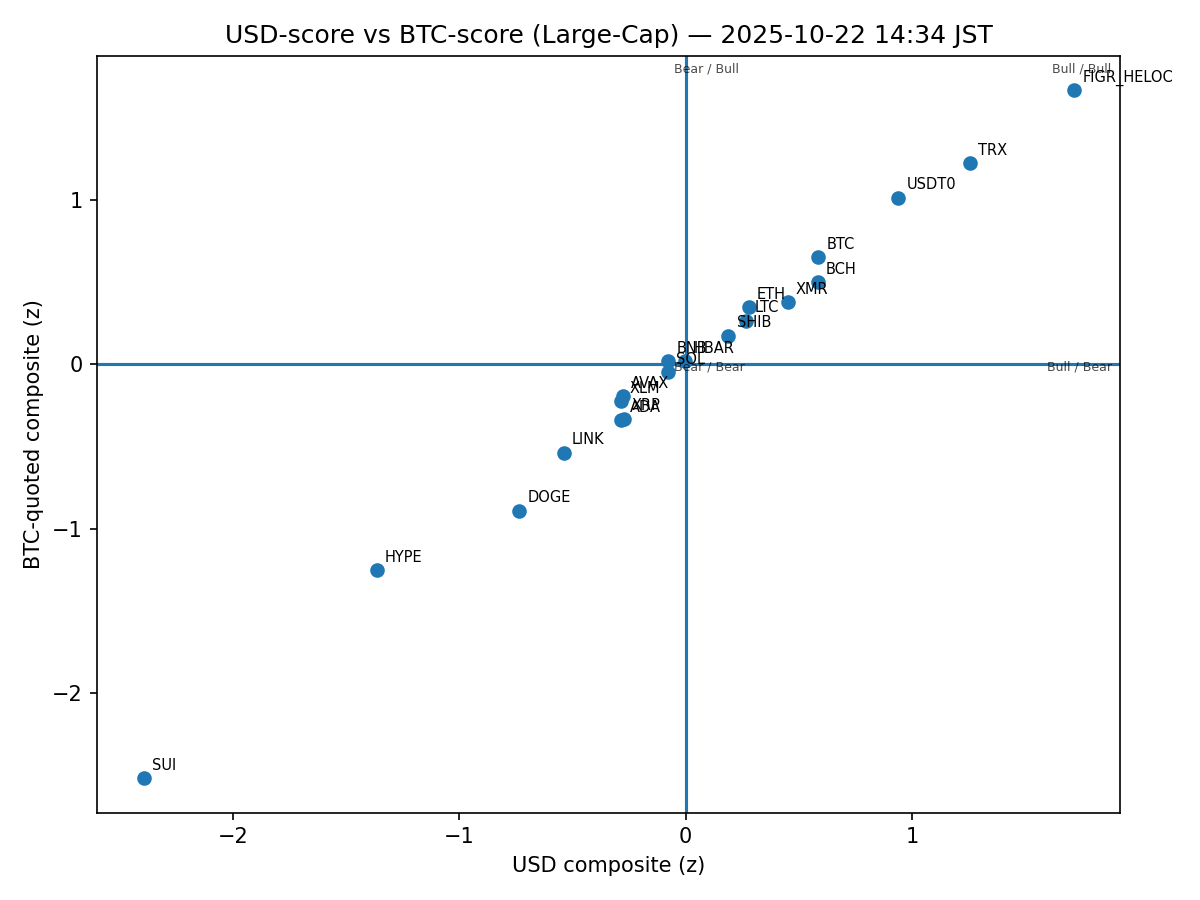 USD-score vs BTC-score (Large-Cap) — 2025-10-22 14:34 JST
Bear / Bull
Bull / Bull
FIGR_HELOC
TRX
USDT0
BTC
BCH
XMR
ETH
LTC
SHIB
BNB
HBAR
SOL
Bear / Bear
Bull / Bear
AVAX
XLM
XRP
ADA
LINK
DOGE
HYPE
SUI
1
0
−1
−2
−2
−1
0
1
BTC-quoted composite (z)
USD composite (z)